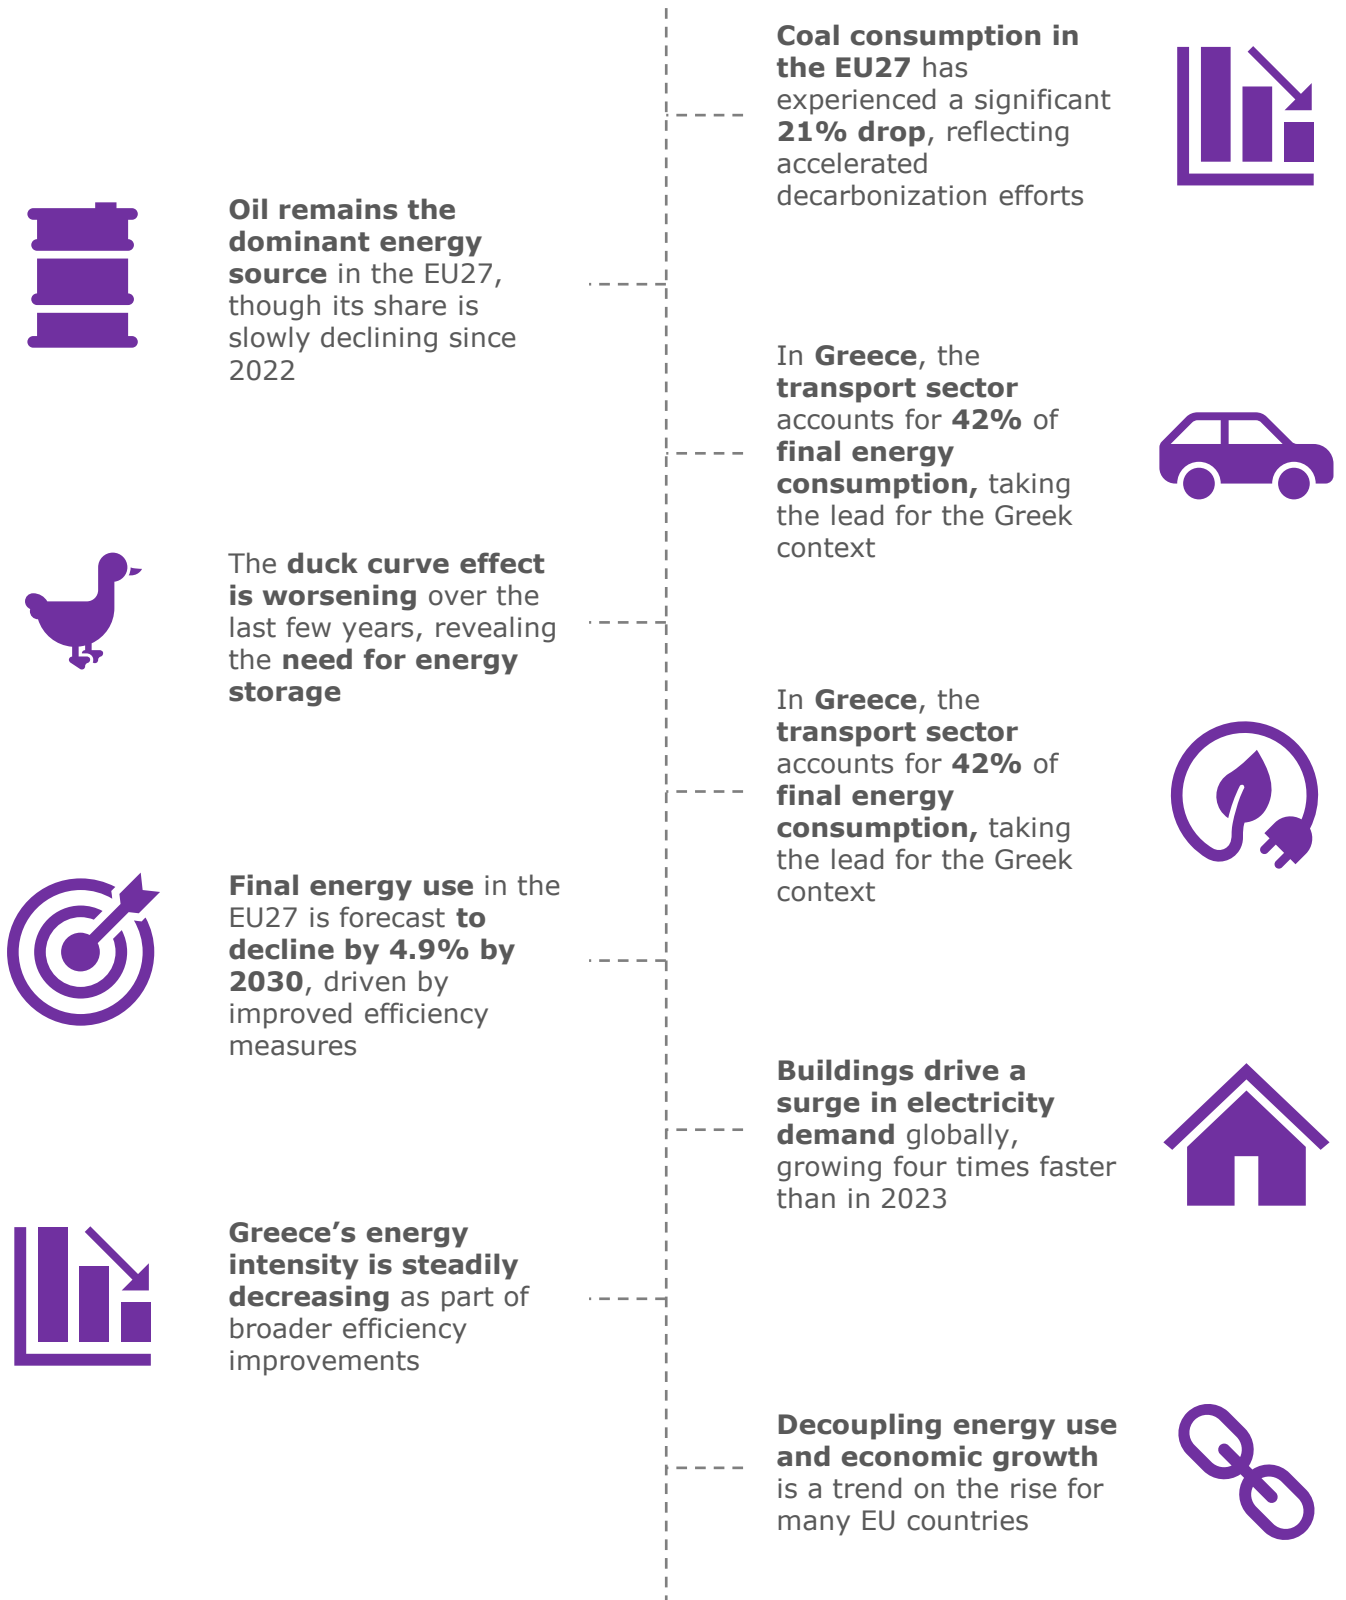 Coal consumption in
the EU27 has
experienced a significant
21% drop, reflecting
accelerated
decarbonization efforts
Oil remains the
dominant energy
source in the EU27,
though its share is
slowly declining since
2022
In Greece, the
transport sector
accounts for 42% of
final energy
consumption, taking
the lead for the Greek
context
The duck curve effect
is worsening over the
last few years, revealing
the need for energy
storage
In Greece, the
transport sector
accounts for 42% of
final energy
consumption, taking
the lead for the Greek
context
Final energy use in the
EU27 is forecast to
decline by 4.9% by
2030, driven by
improved efficiency
measures
Buildings drive a
surge in electricity
demand globally,
growing four times faster
than in 2023
Greece’s energy
intensity is steadily
decreasing as part of
broader efficiency
improvements
Decoupling energy use
and economic growth
is a trend on the rise for
many EU countries